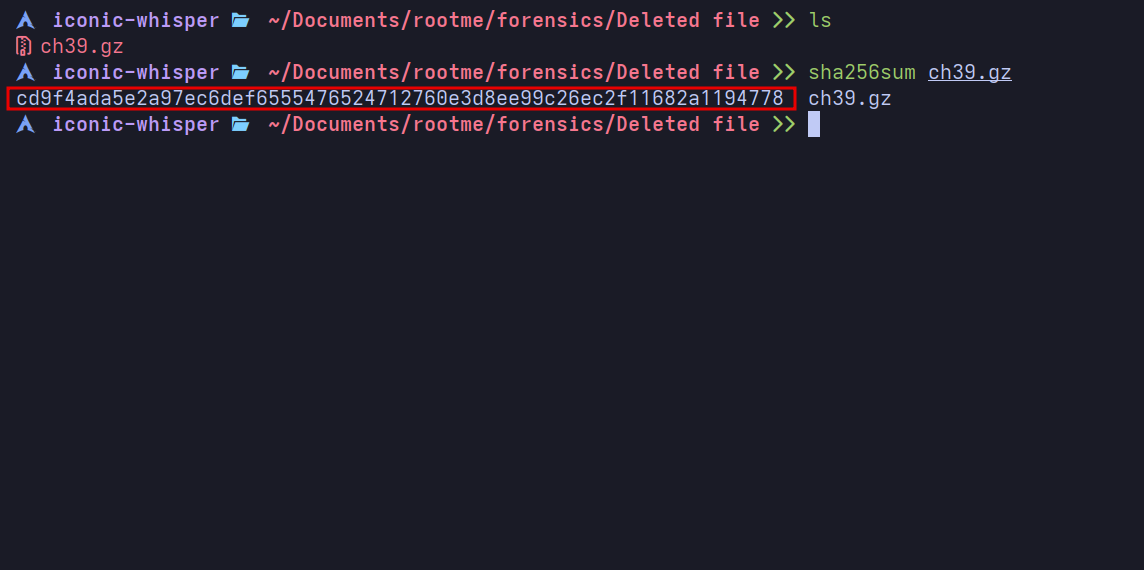 iconic-whisper ~/Documents/rootme/forensics/Deleted file >> ls
ch39.gz
iconic-whisper ~/Documents/rootme/forensics/Deleted file >> sha256sum ch39.gz
cd9f4ada5e2a97ec6def6555476524712760e3d8ee99c26ec2f11682a1194778 ch39.gz
iconic-whisper ~/Documents/rootme/forensics/Deleted file >>